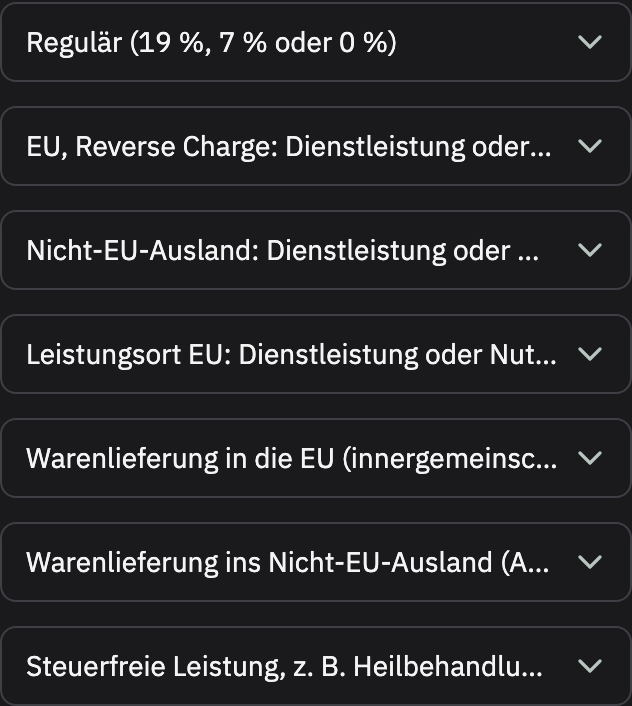 Regulär (19 %, 7 % oder 0 %)
EU, Reverse Charge: Dienstleistung oder...
Nicht-EU-Ausland: Dienstleistung oder ...
Leistungsort EU: Dienstleistung oder Nut...
Warenlieferung in die EU (innergemeinsc...
Warenlieferung ins Nicht-EU-Ausland (A...
Steuerfreie Leistung, z. B. Heilbehandlu...